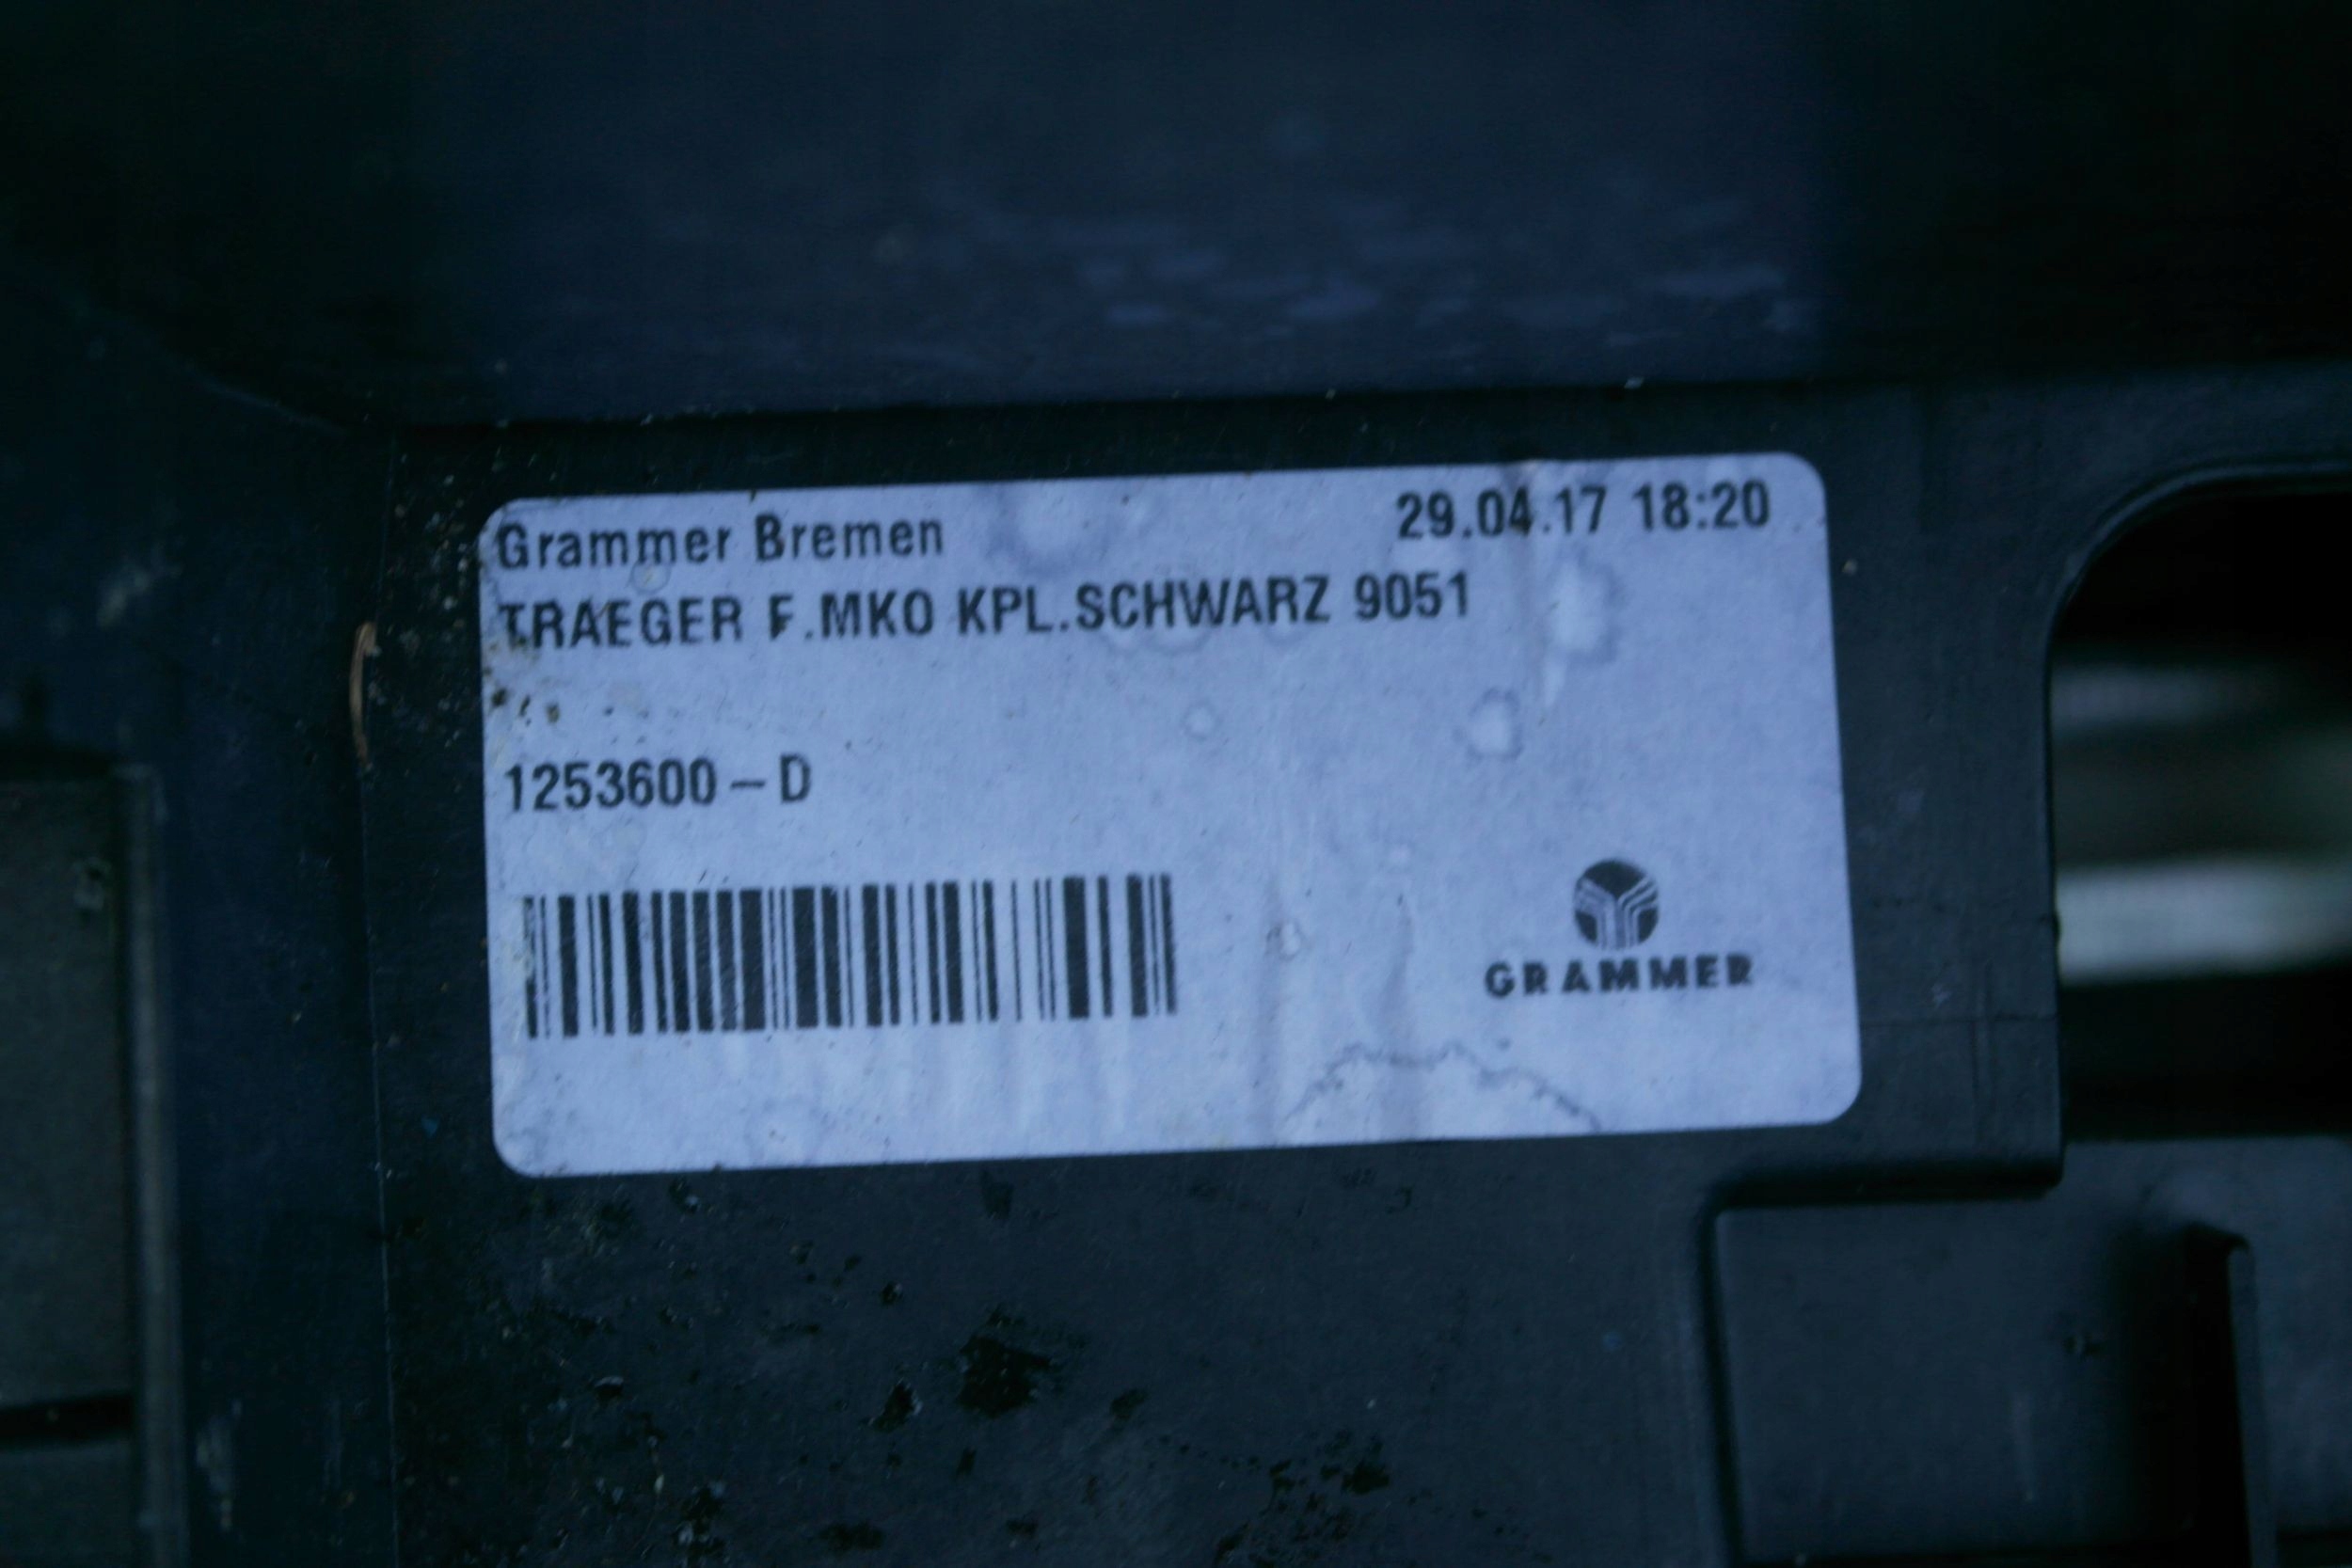 Grammer Bremen 29.04.17 18:20
TRAEGER F.MKO KPL.SCHWARZ 9051
1253600-D
GRAMMER